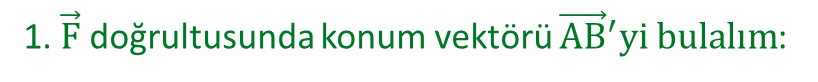 1. F⃗ doğrultusunda konum vektörü AB⃗′yi bulalım: